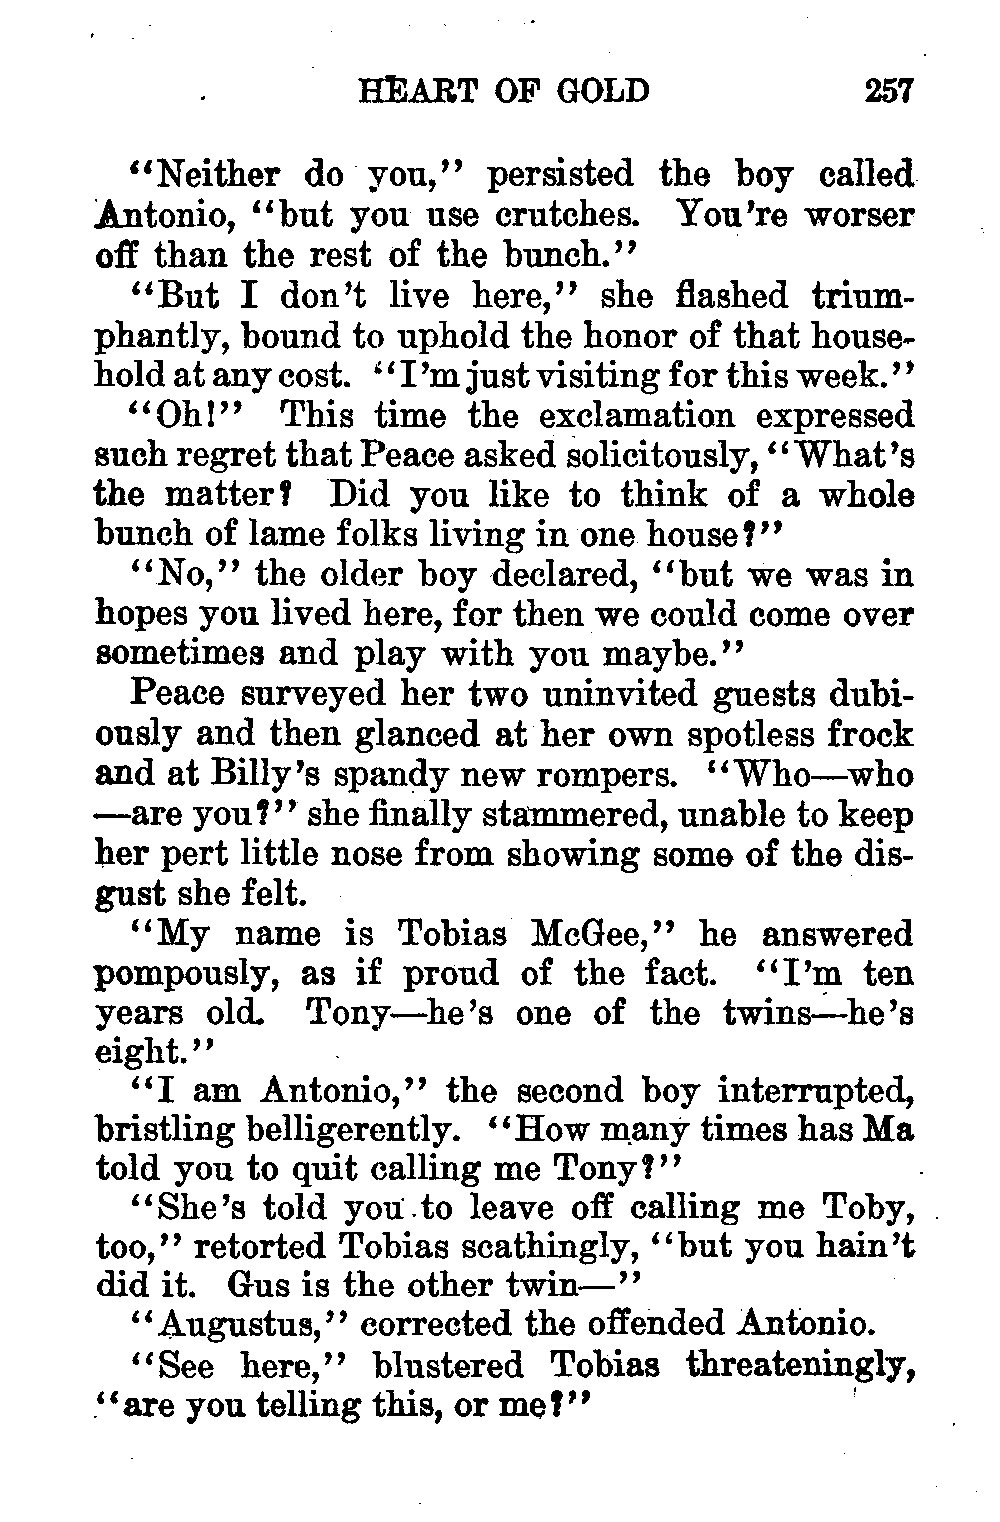 HEART OF GOLD 257
"Neither do you," persisted the boy called
Antonio, "but you use crutches. You're worser
off than the rest of the bunch."
"But I don't live here," she flashed trium-
phantly, bound to uphold the honor of that house-
hold at any cost. "I'm just visiting for this week."
"Oh!" This time the exclamation expressed
such regret that Peace asked solicitously, "What's
the matter? Did you like to think of a whole
bunch of lame folks living in one house?"
"No," the older boy declared, "but we was in
hopes you lived here, for then we could come over
sometimes and play with you maybe."
Peace surveyed her two uninvited guests dubi-
ously and then glanced at her own spotless frock
and at Billy's spandy new rompers. "Who—who
—are you?" she finally stammered, unable to keep
her pert little nose from showing some of the dis-
gust she felt.
"My name is Tobias McGee," he answered
pompously, as if proud of the fact. "I'm ten
years old. Tony—he's one of the twins—he's
eight."
"I am Antonio," the second boy interrupted,
bristling belligerently. "How many times has Ma
told you to quit calling me Tony?"
"She's told you to leave off calling me Toby,
too," retorted Tobias scathingly, "but you hain't
did it. Gus is the other twin—"
"Augustus," corrected the offended Antonio.
"See here," blustered Tobias threateningly,
"are you telling this, or me?"